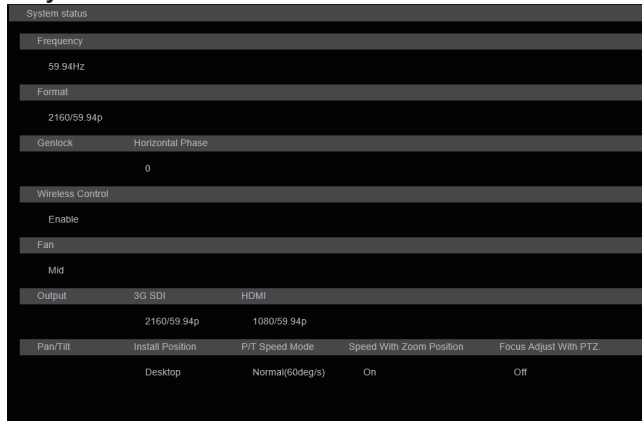 System status
Frequency
59.94Hz
Format
2160/59.94p
Genlock Horizontal Phase
0
Wireless Control
Enable
Fan
Mid
Output 3G SDI HDMI
2160/59.94p 1080/59.94p
Pan/Tilt Install Position P/T Speed Mode Speed With Zoom Position Focus Adjust With PTZ.
Desktop Normal(60deg/s) On Off